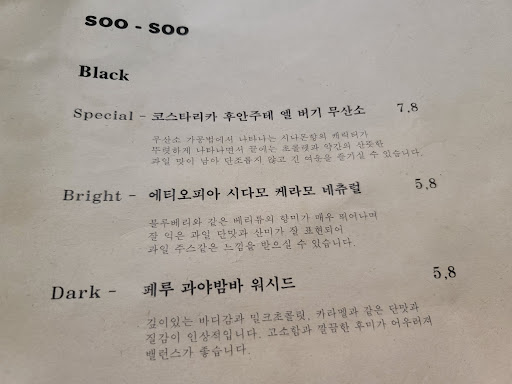 SOO - SOO
Black
Special - 코스타리카 후안주테 엘 버기 무산소 7,8
무산소 가공법에서 나타나는 시나몬향의 캐릭터가
뚜렷하게 나타나면서 끝에는 초콜렛과 약간의 산뜻한
과일 맛이 남아 단조롭지 않고 긴 여운을 즐기실 수 있습니다.
Bright - 에티오피아 시다모 케라모 네츄럴 5,8
블루베리와 같은 베리류의 향미가 매우 뛰어나며
잘 익은 과일 단맛과 산미가 잘 표현되어
과일 주스같은 느낌을 받으실 수 있습니다.
Dark - 페루 과야밤바 워시드 5,8
깊이있는 바디감과 밀크초콜릿, 카라멜과 같은 단맛과
질감이 인상적입니다. 고소함과 깔끔한 후미가 어우러져
밸런스가 좋습니다.